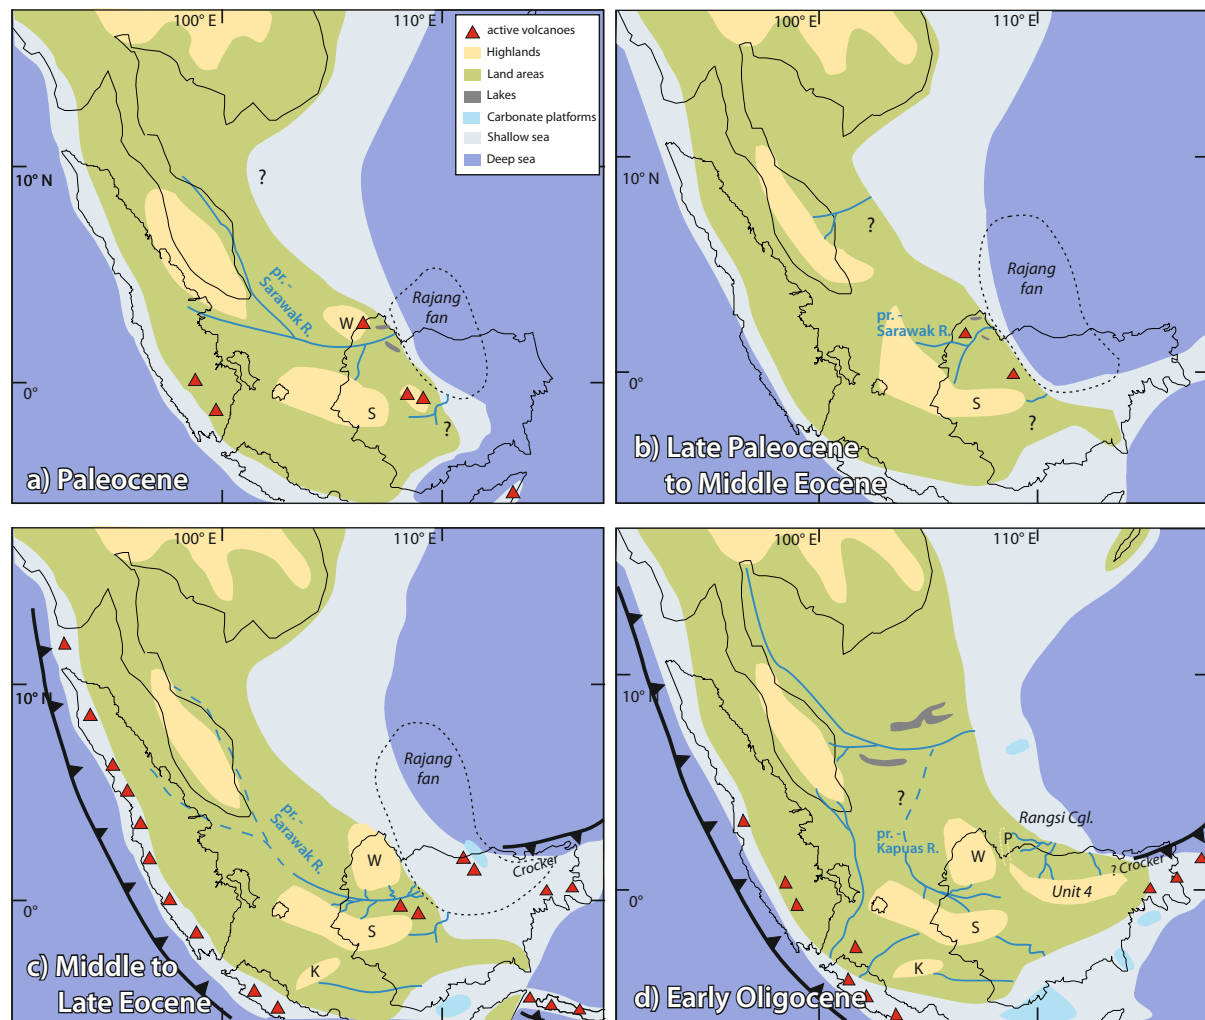 100° E
110° E
active volcanoes
Highlands
Land areas
Lakes
Carbonate platforms
Shallow sea
Deep sea
10° N
?
pr. -
Sarawak R.
Rajang
fan
W
0°
S
?
a) Paleocene
100° E
110° E
10° N
?
Rajang
fan
pr. -
Sarawak R.
0°
S
?
b) Late Paleocene
to Middle Eocene
100° E
110° E
10° N
Rajang
fan
pr. -
Sarawak R.
W
Crocker
0°
S
K
c) Middle to
Late Eocene
100° E
110° E
10° N
?
Rangsi Cgl.
pr. -
Kapuas R.
P
W
? Crocker
Unit 4
0°
S
K
d) Early Oligocene